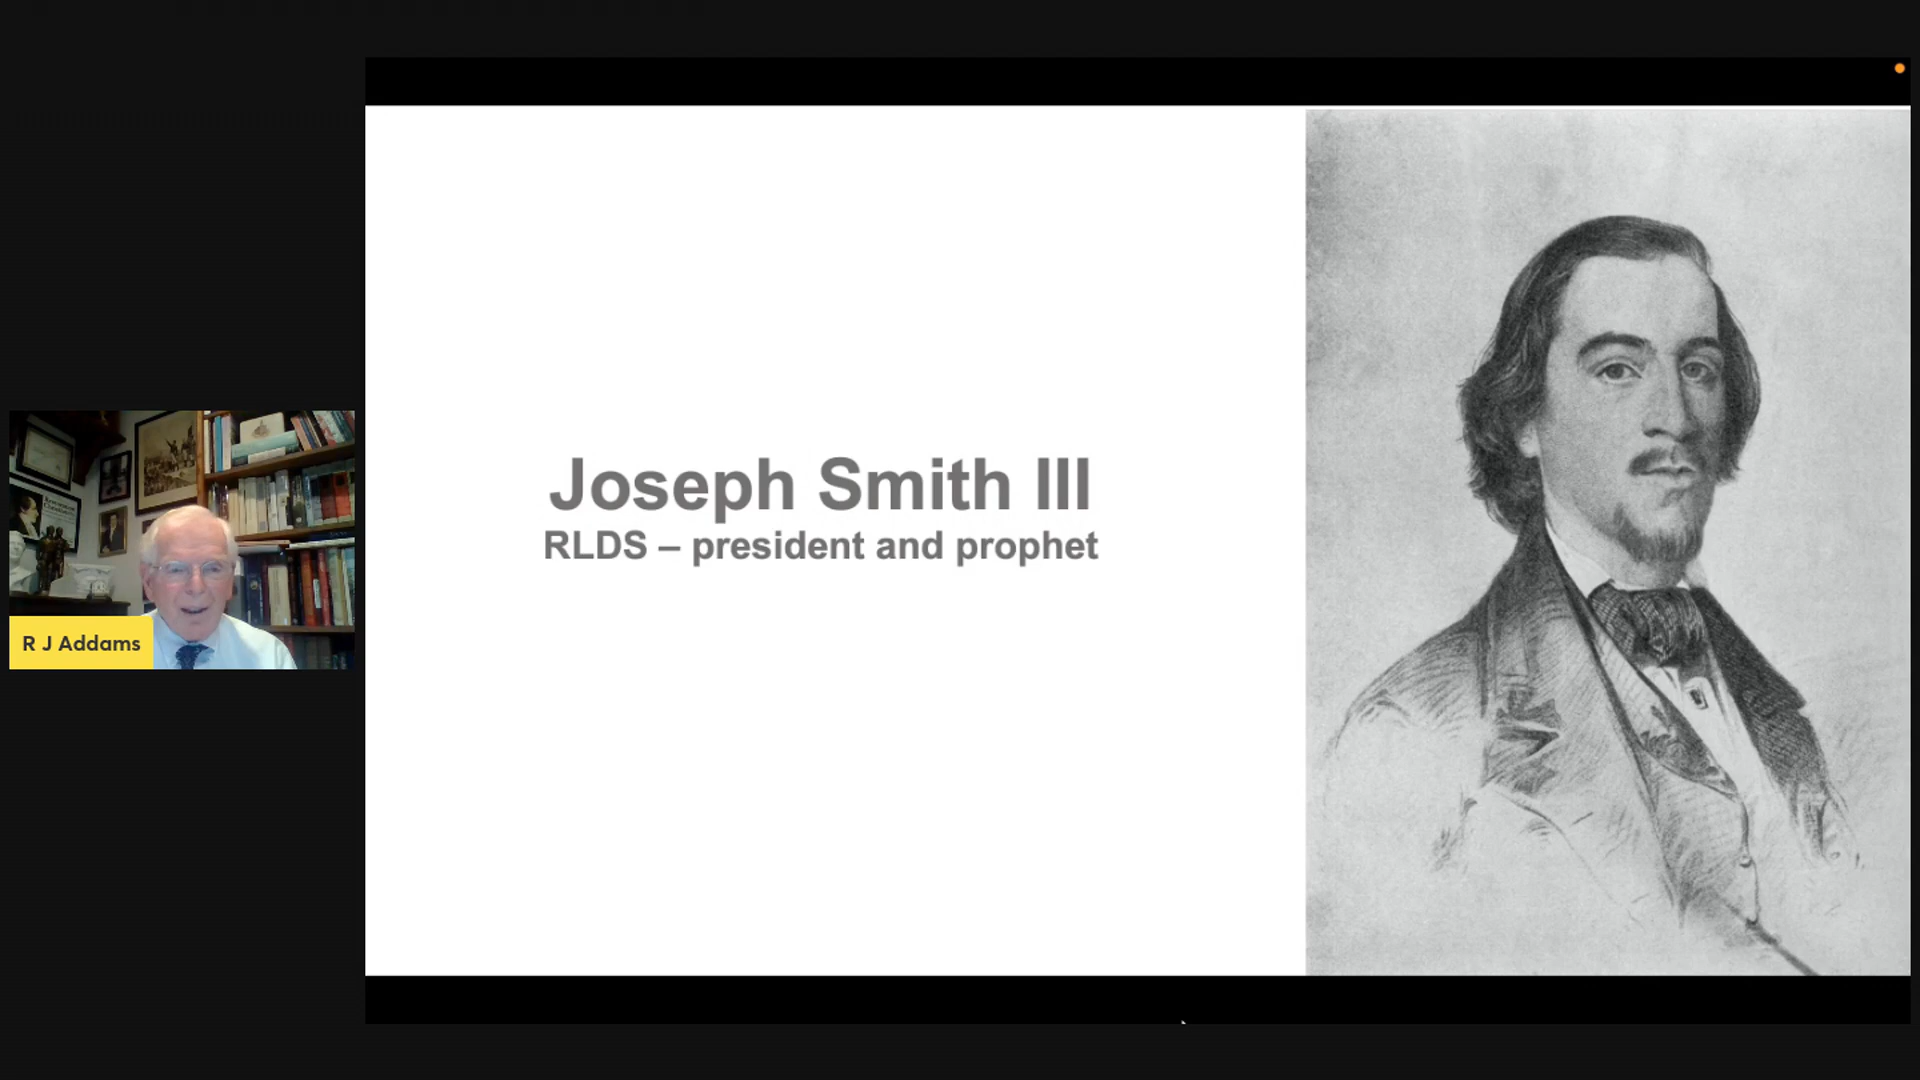 Joseph Smith III
RLDS – president and prophet
R J Addams